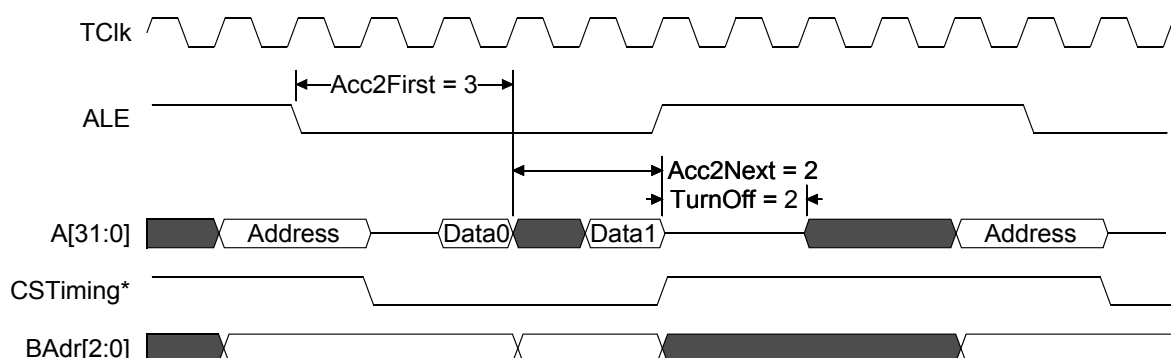 TClk
Acc2First = 3
ALE
Acc2Next = 2
TurnOff = 2
A[31:0] Address Data0 Data1 Address
CSTiming*
BAdr[2:0]